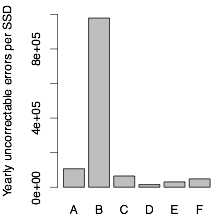 Yearly uncorrectable errors per SSD
8e+05
4e+05
0e+00
A B C D E F